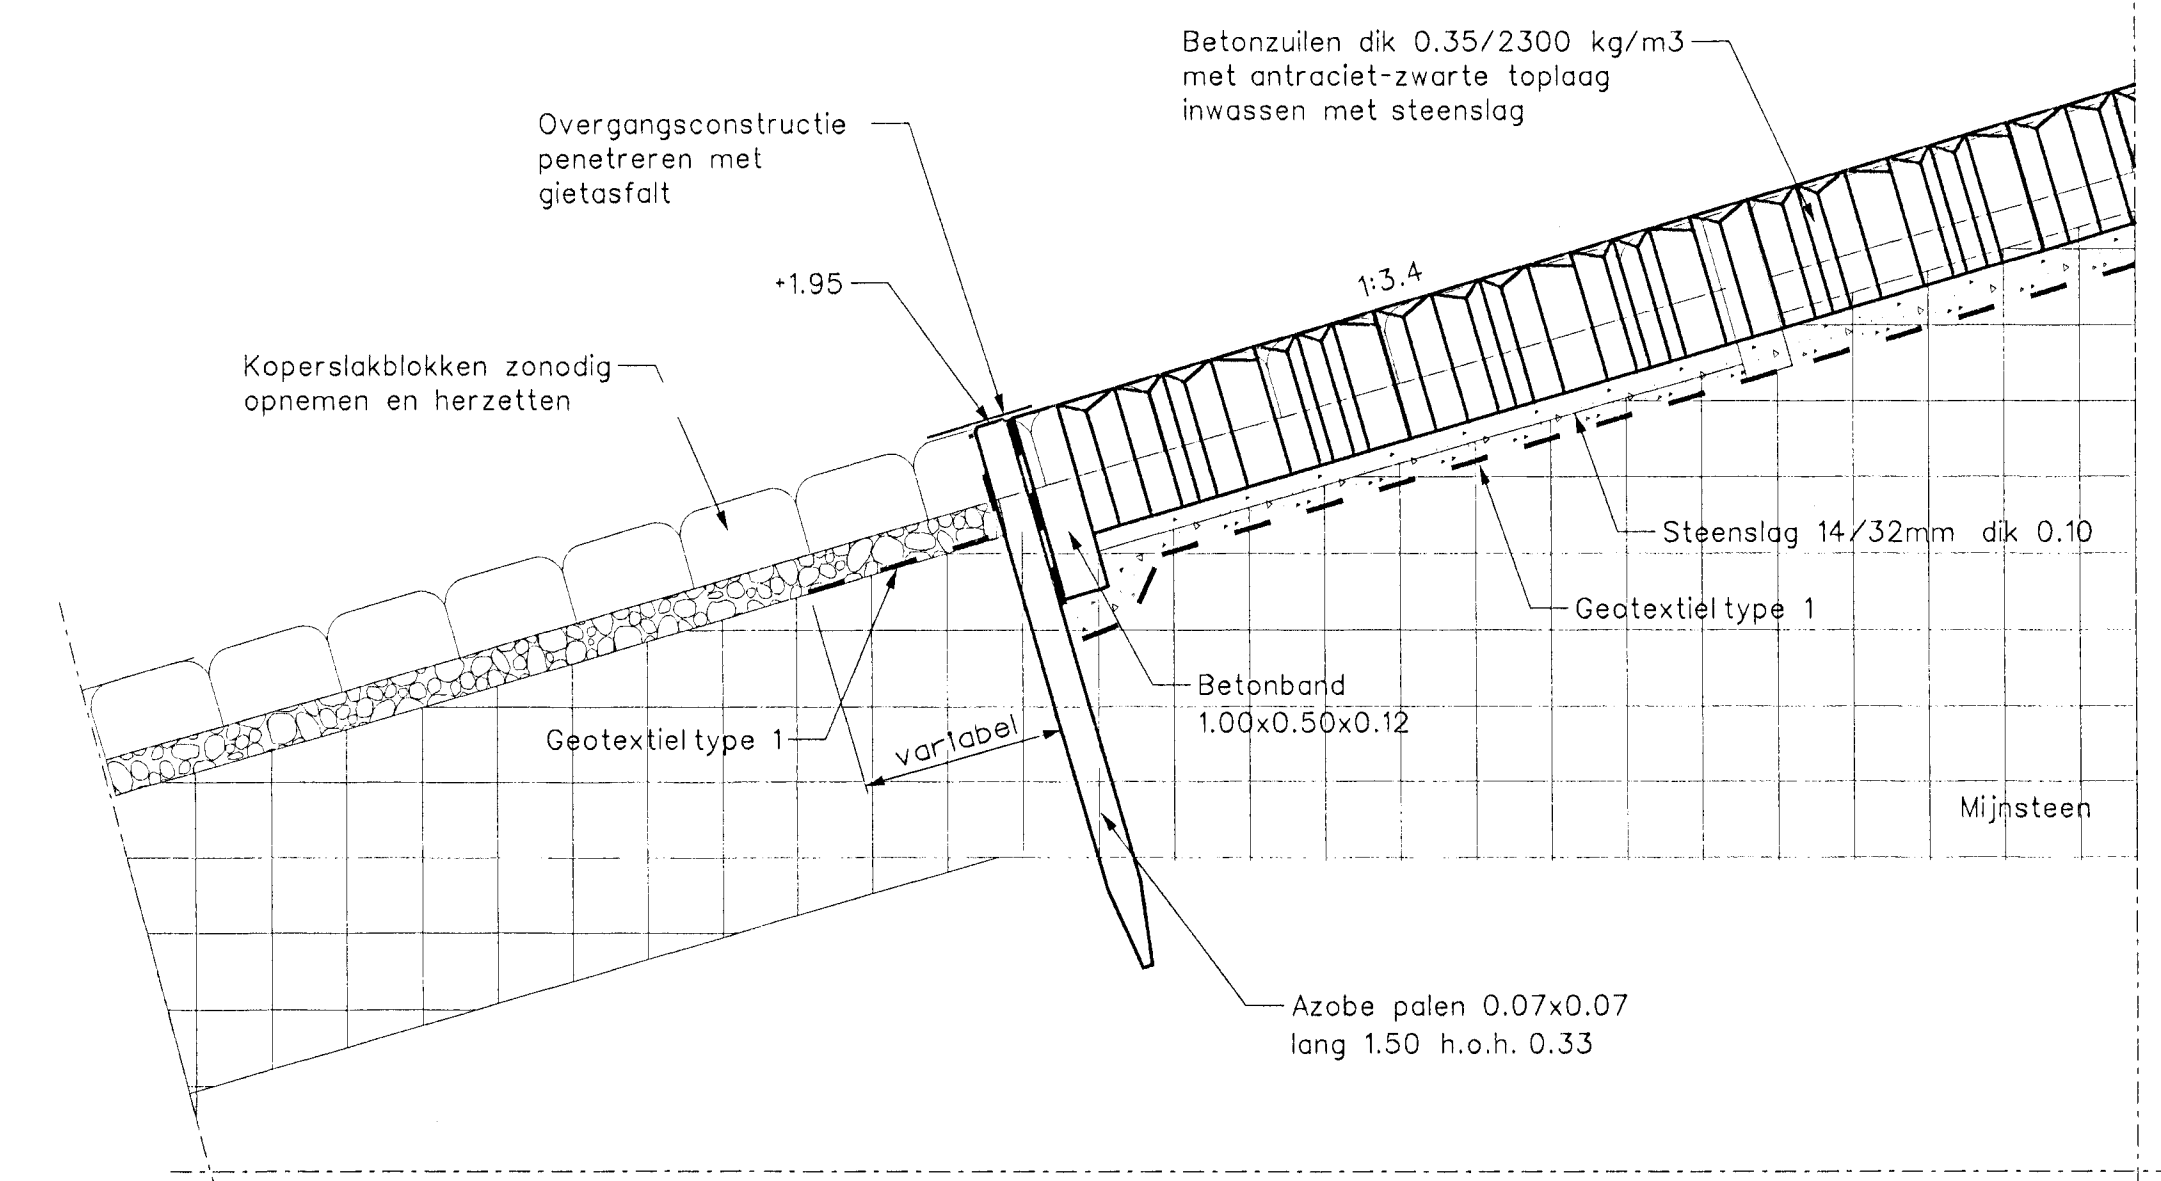 Betonzuilen dik 0.35/2300 kg/m3
met antraciet-zwarte toplaag
inwassen met steenslag
Overgangsconstructie
penetreren met
gietasfalt
+1.95
1:3.4
Koperslakblokken zonodig
opnemen en herzetten
Steenslag 14/32mm dik 0.10
Geotextiel type 1
Betonband
1.00x0.50x0.12
Geotextiel type 1
variabel
Mijnsteen
Azobe palen 0.07x0.07
lang 1.50 h.o.h. 0.33